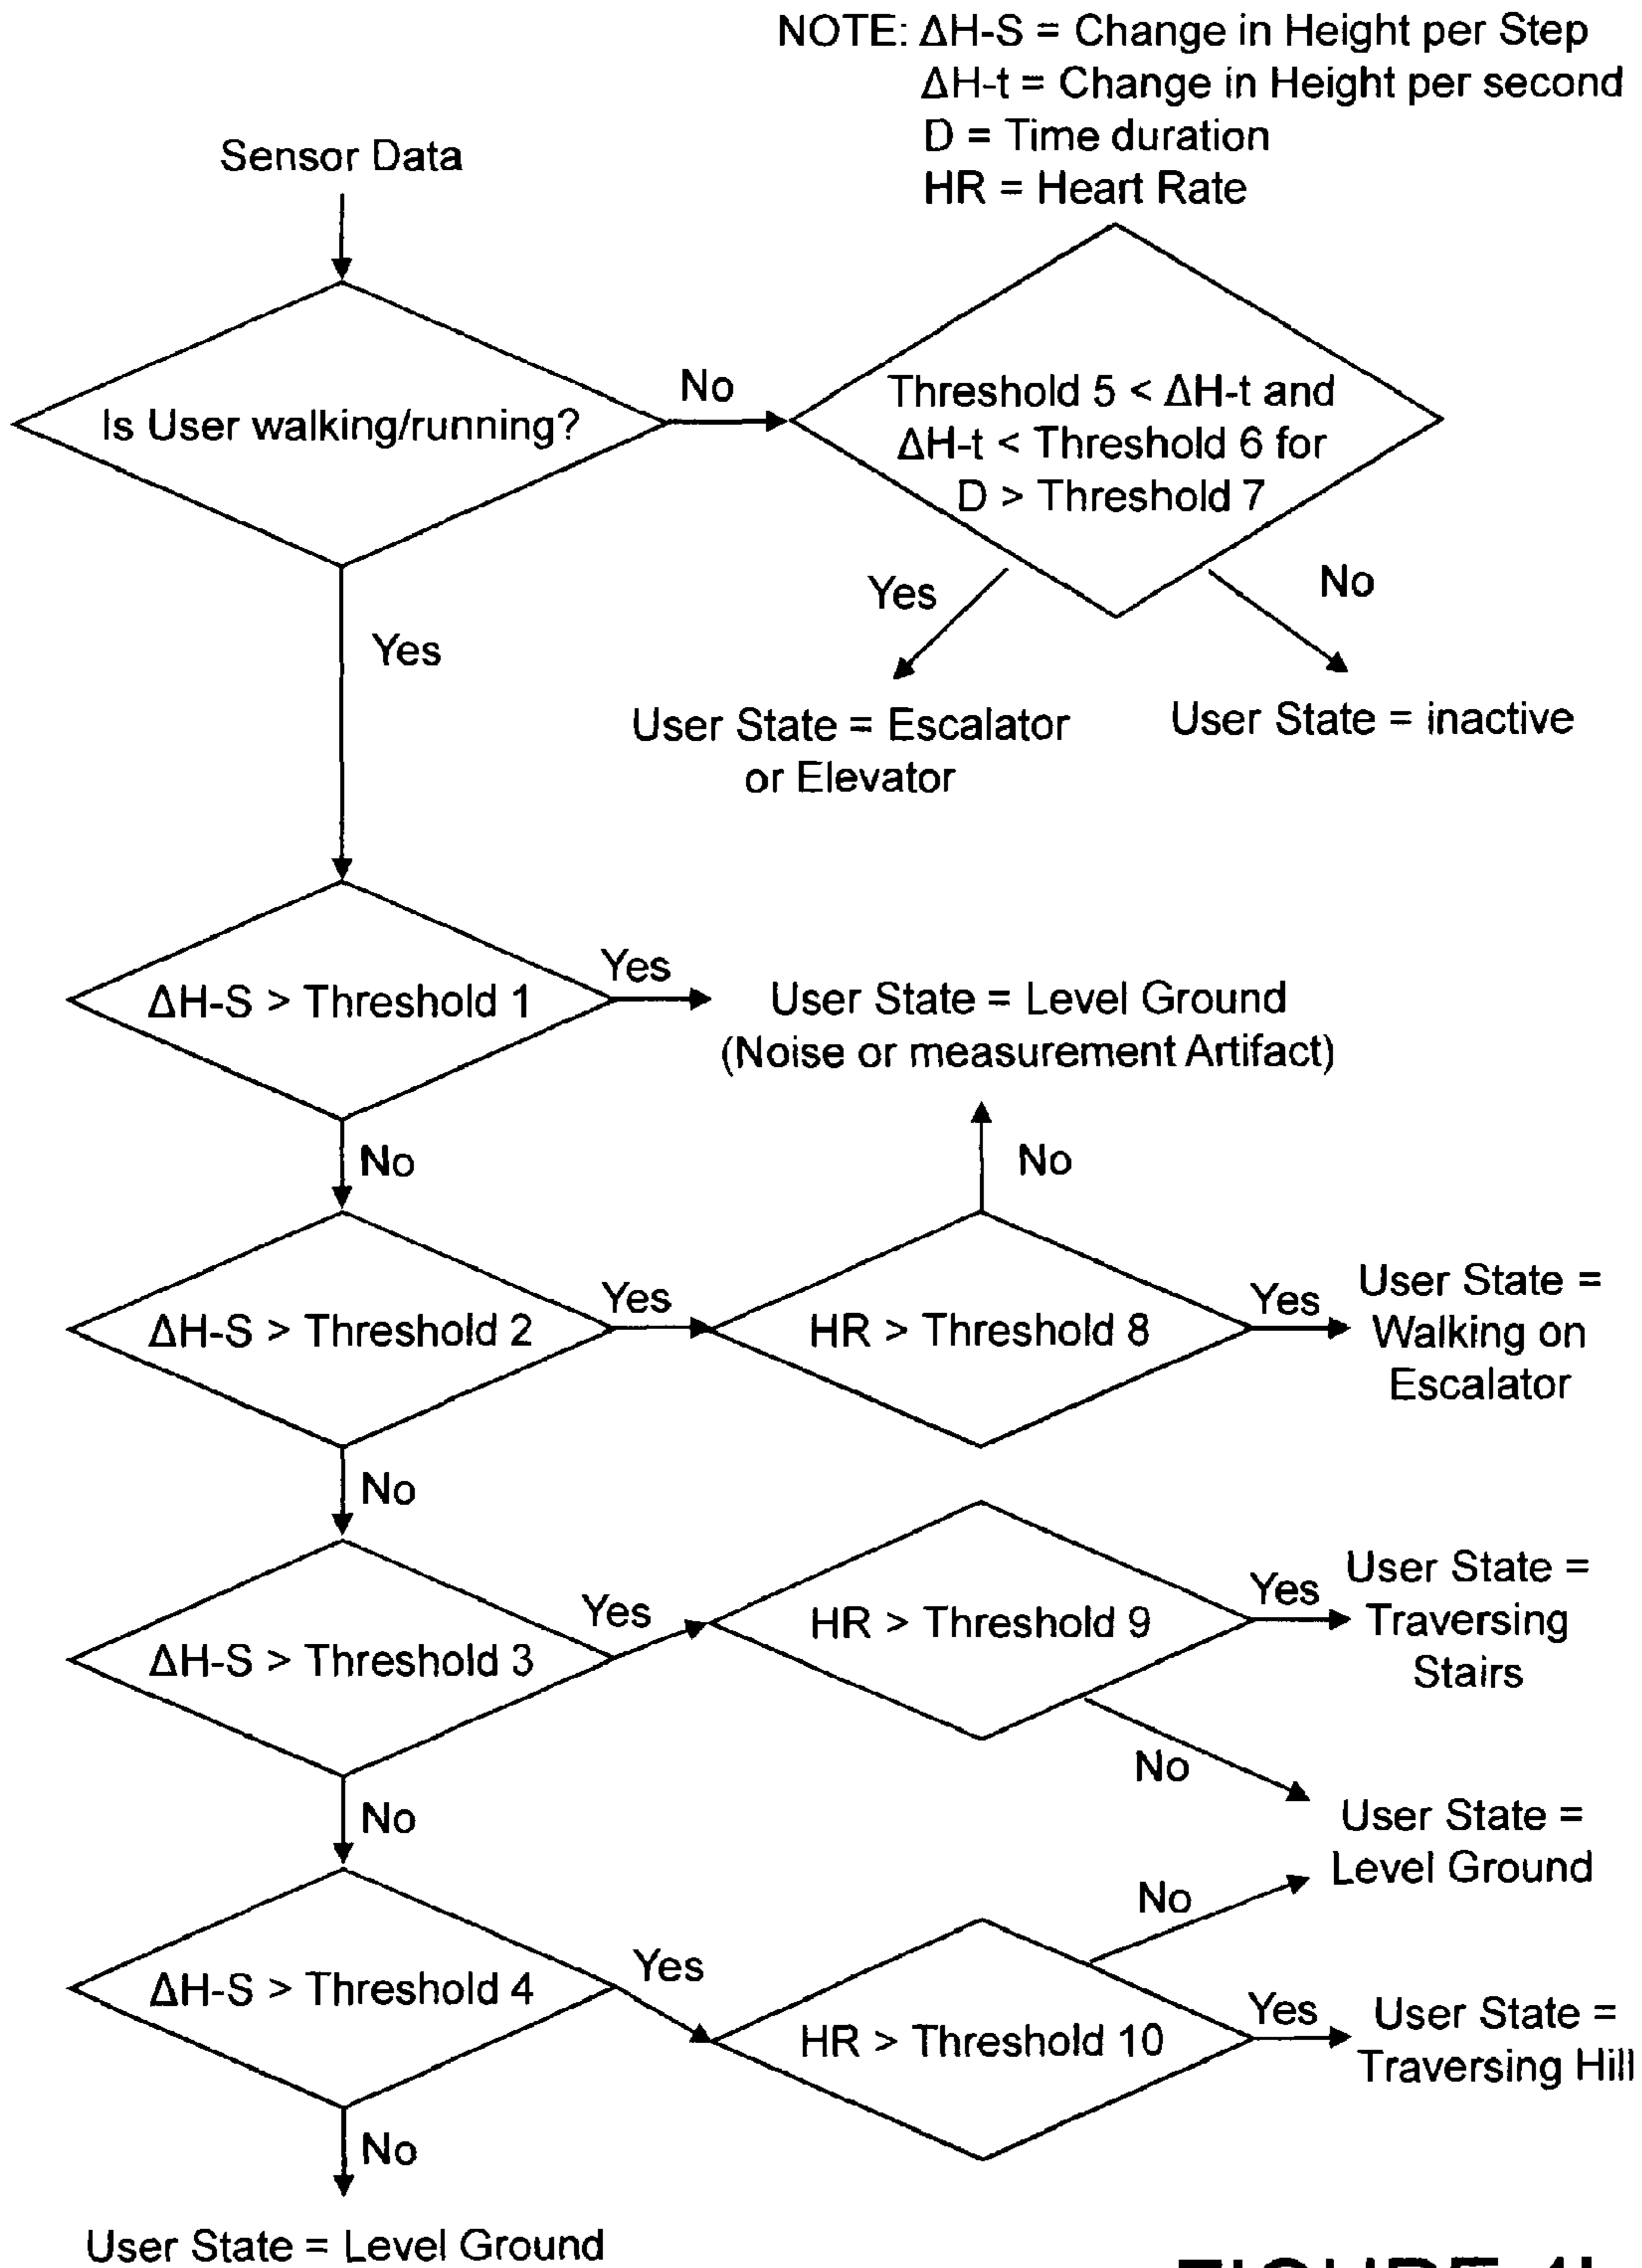 NOTE: ΔH-S = Change in Height per Step
ΔH-t = Change in Height per second
D = Time duration
HR = Heart Rate
Sensor Data
Is User walking/running?
No
Threshold 5 < ΔH-t and
ΔH-t < Threshold 6 for
D > Threshold 7
Yes
No
User State = Escalator
or Elevator
User State = inactive
Yes
ΔH-S > Threshold 1
Yes
User State = Level Ground
(Noise or measurement Artifact)
No
No
ΔH-S > Threshold 2
Yes
HR > Threshold 8
Yes
User State =
Walking on
Escalator
No
ΔH-S > Threshold 3
Yes
HR > Threshold 9
Yes
User State =
Traversing
Stairs
No
No
User State =
Level Ground
No
ΔH-S > Threshold 4
Yes
HR > Threshold 10
Yes
User State =
Traversing Hill
No
User State = Level Ground